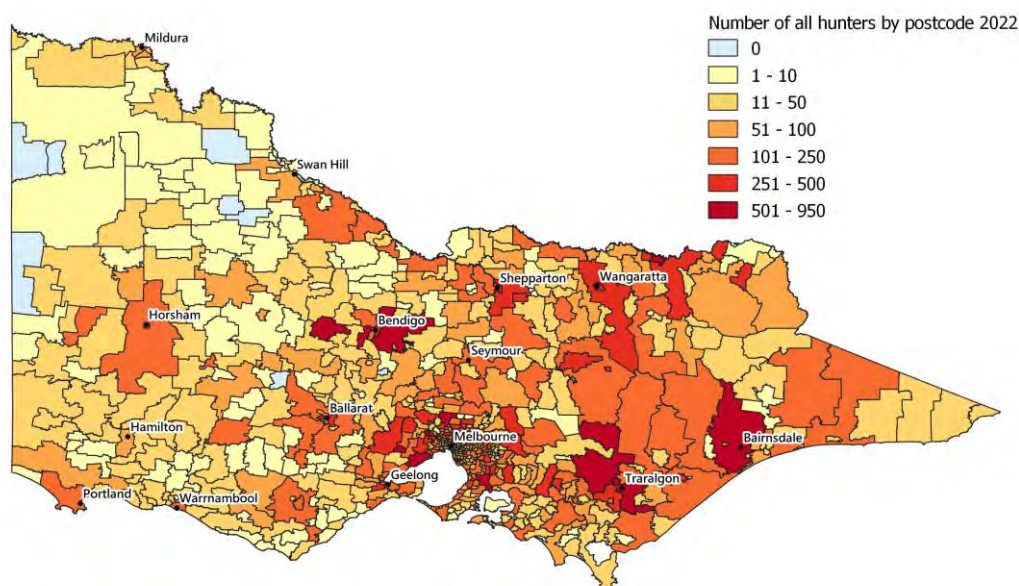 Number of all hunters by postcode 2022
0
1 - 10
11 - 50
51 - 100
101 - 250
251 - 500
501 - 950
Mildura
Swan Hill
Shepparton
Wangaratta
Horsham
Bendigo
Seymour
Ballarat
Hamilton
Melbourne
Bairnsdale
Geelong
Traralgon
Portland
Warrnambool